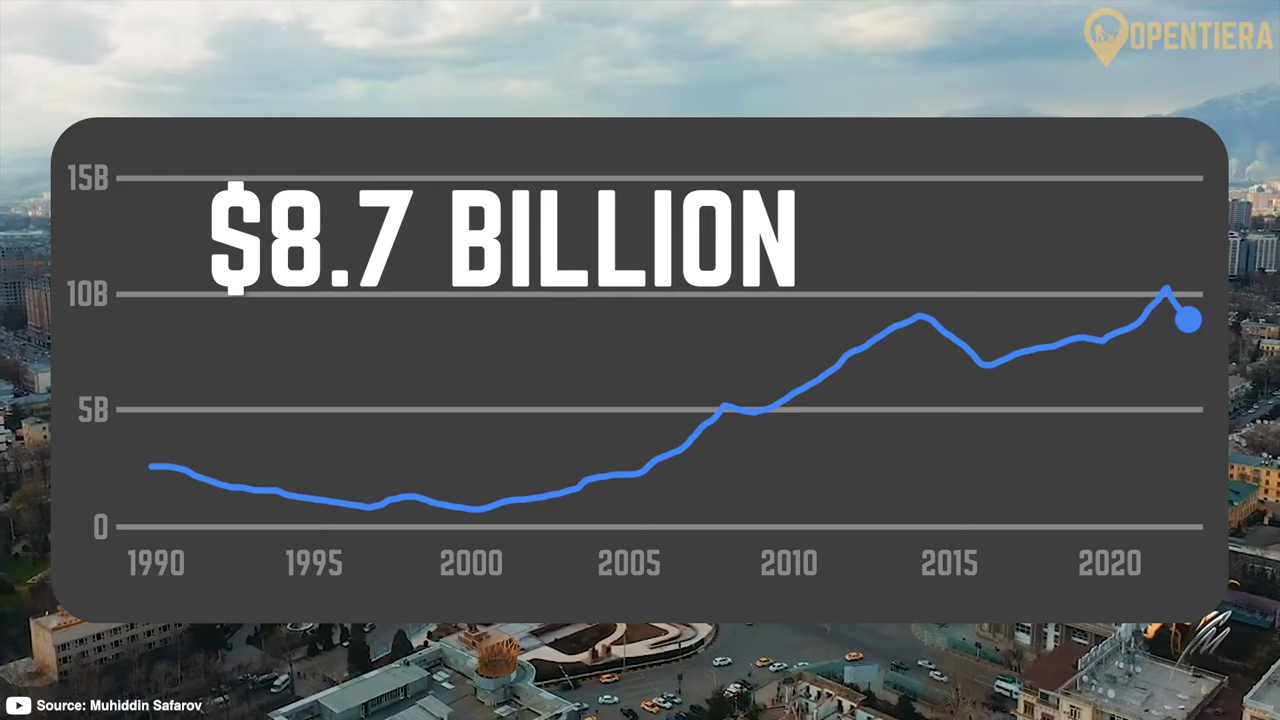 OPENTIERA
15B
$8.7 BILLION
10B
5B
0
1990 1995 2000 2005 2010 2015 2020
Source: Muhiddin Safarov